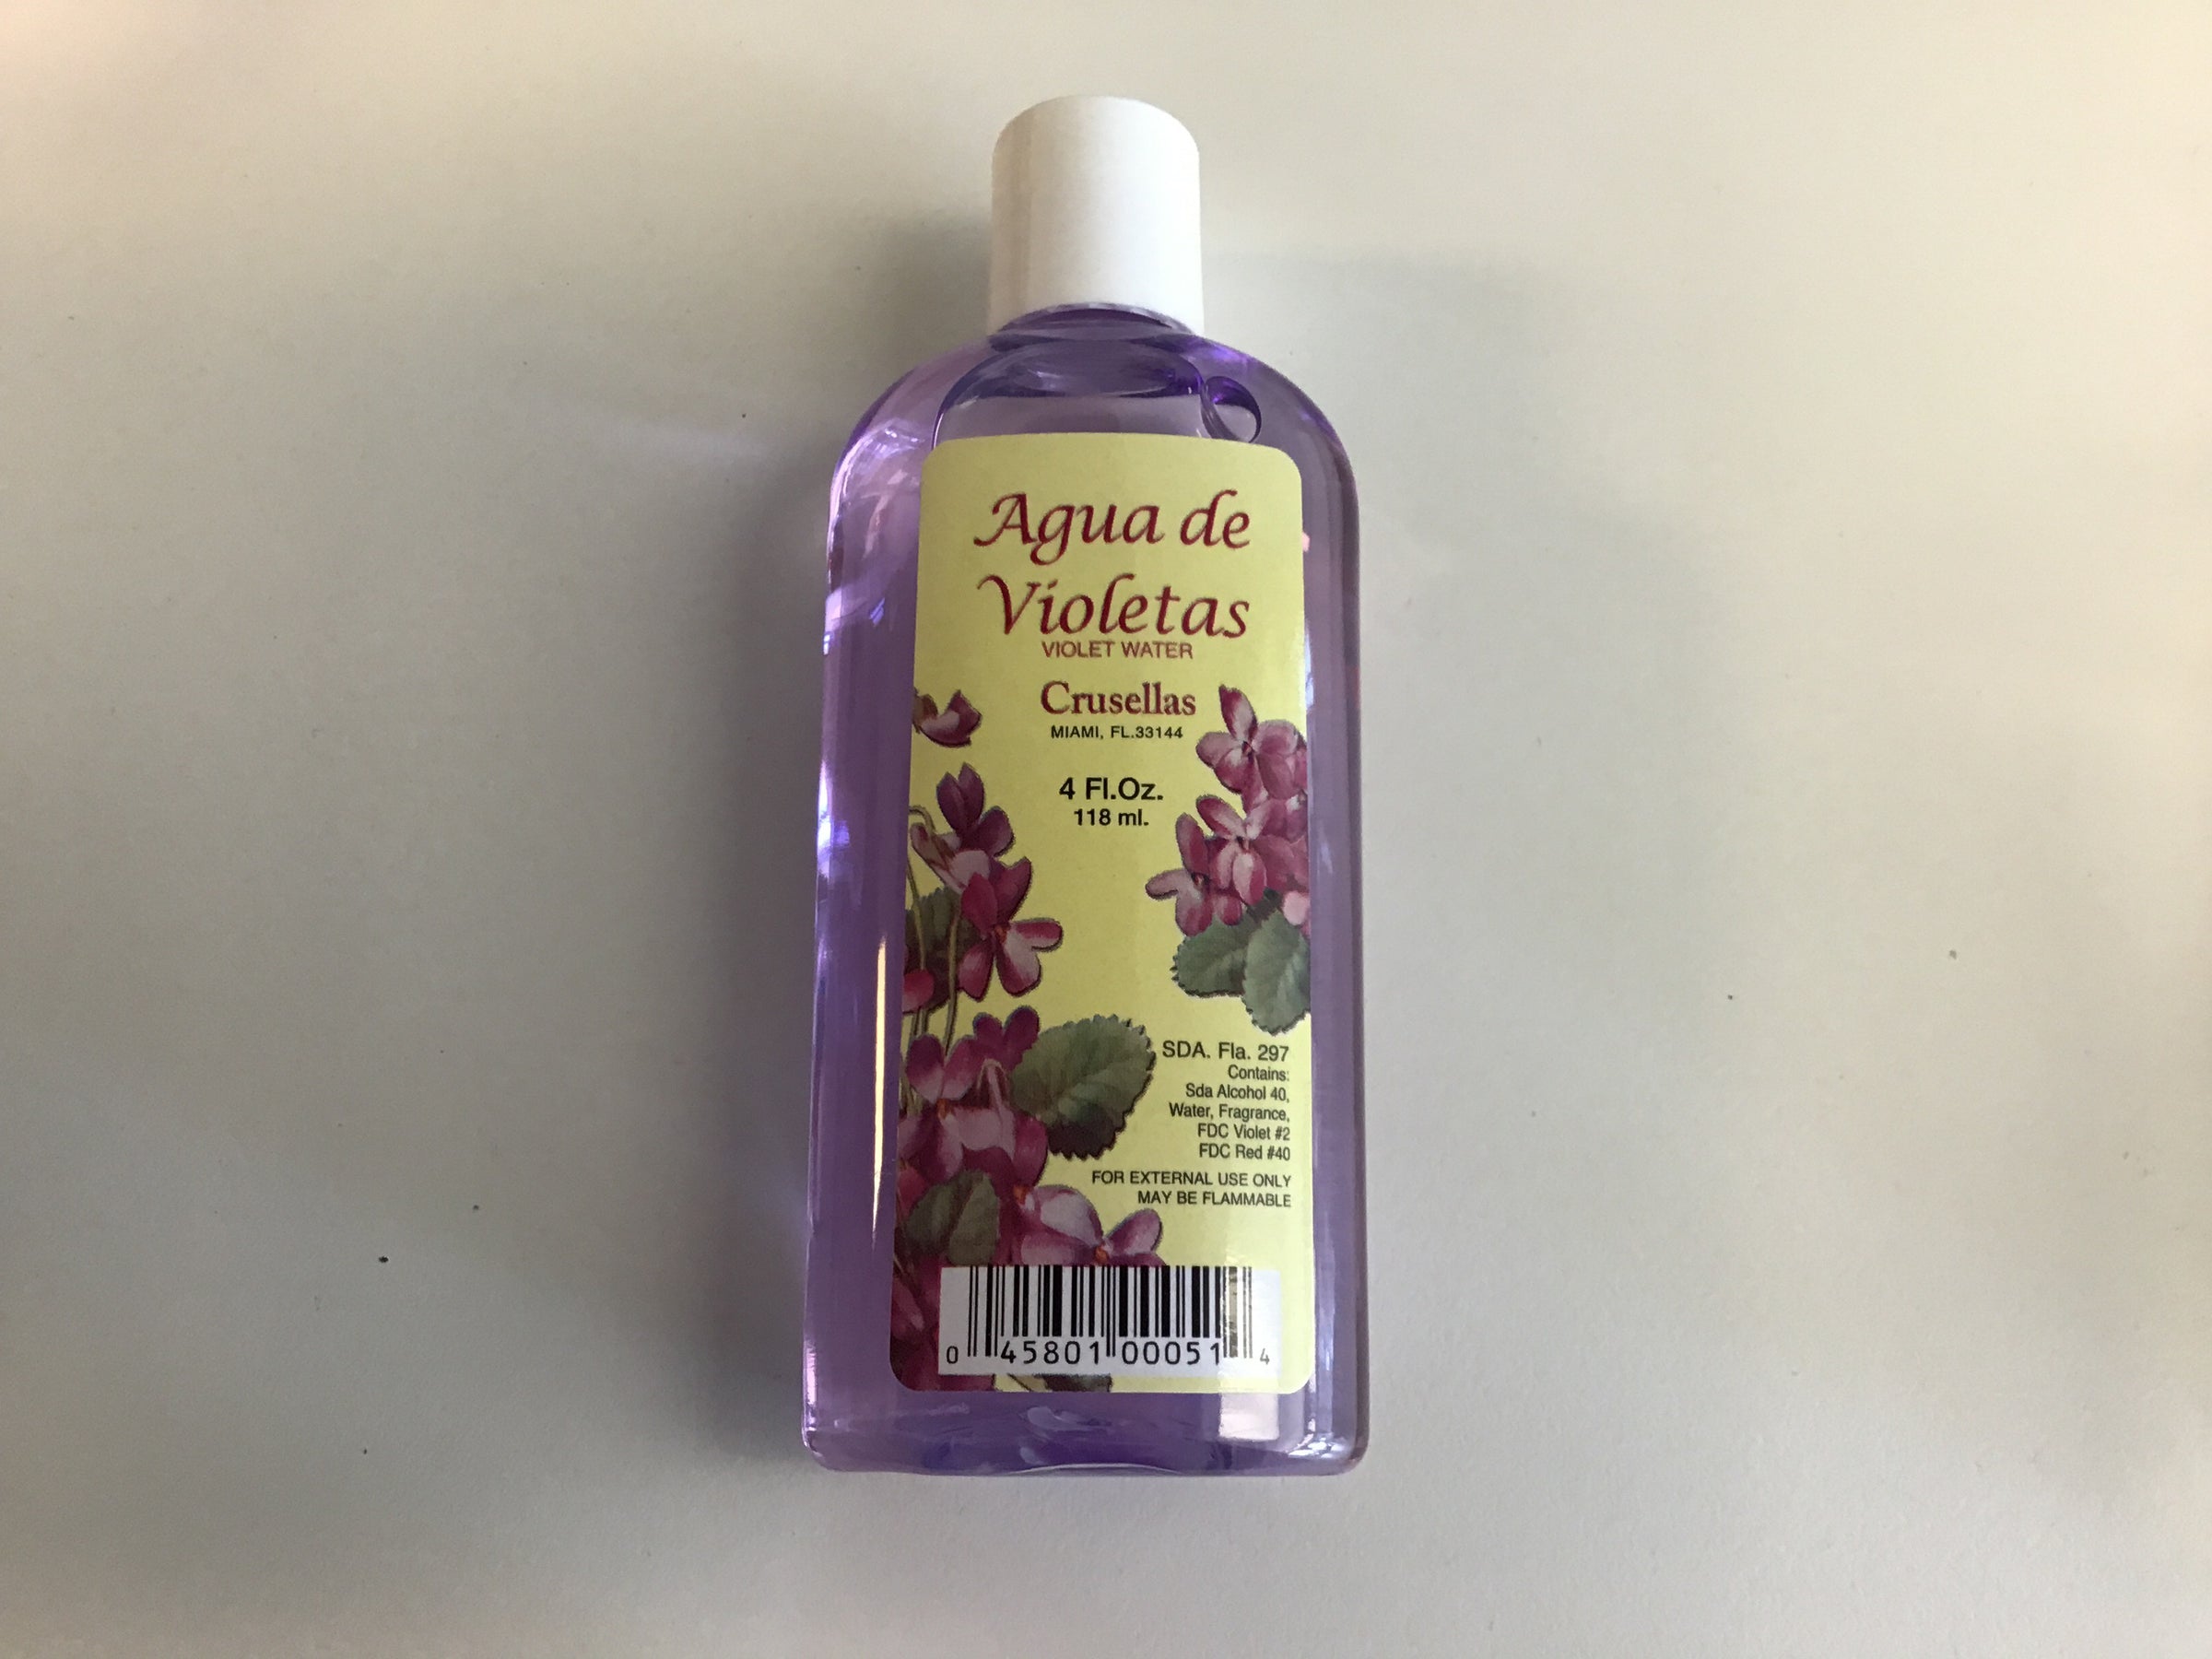 Agua de
Violetas
VIOLET WATER
Crusellas
MIAMI, FL.33144
4 Fl.Oz.
118 ml.
SDA. Fla. 297
Contains:
Sda Alcohol 40,
Water, Fragrance,
FDC Violet #2
FDC Red #40
FOR EXTERNAL USE ONLY
MAY BE FLAMMABLE
0 45801 00051 4